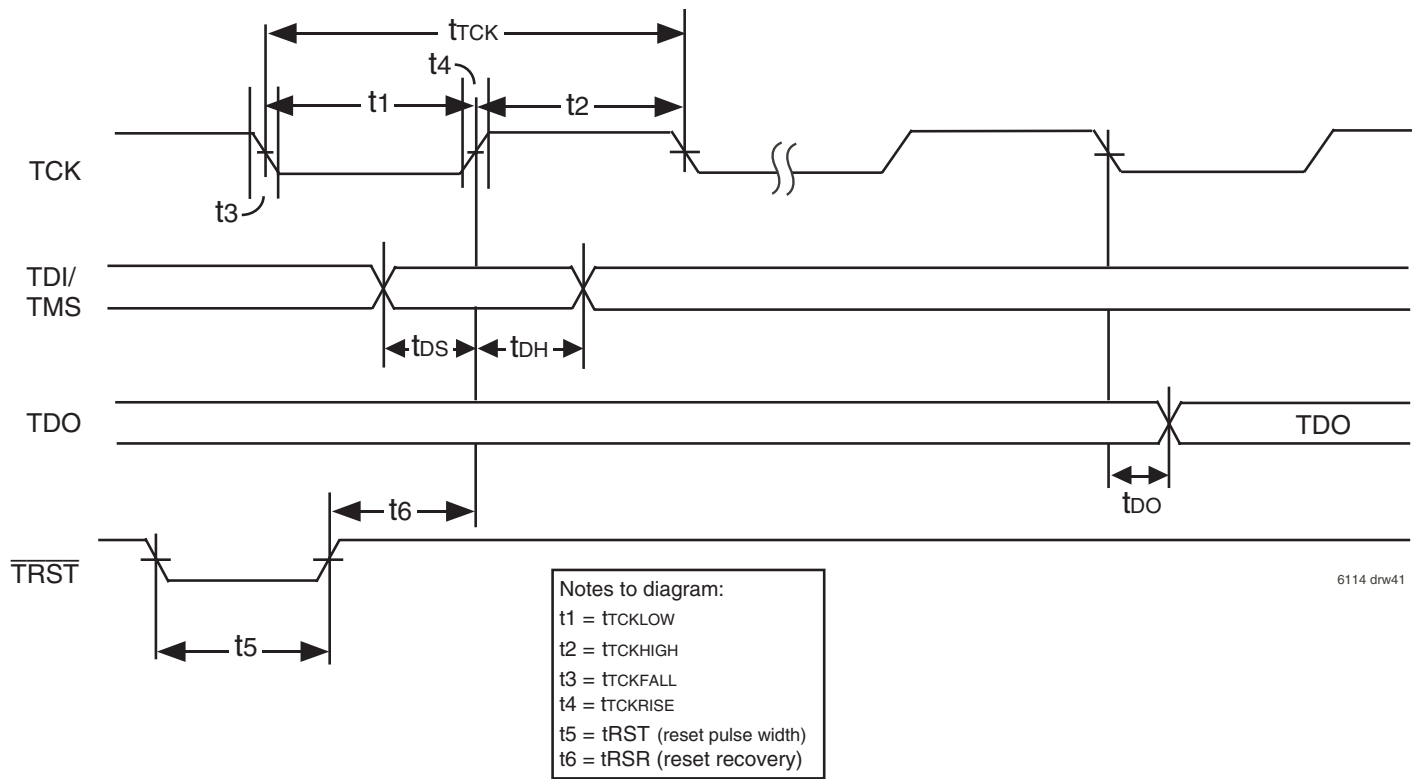 tTCK
t4
t1
t2
TCK
t3
TDI/
TMS
tDS
tDH
TDO
TDO
t6
tDO
TRST
t5
6114 drw41
Notes to diagram:
t1 = tTCKLOW
t2 = tTCKHIGH
t3 = tTCKFALL
t4 = tTCKRISE
t5 = tRST (reset pulse width)
t6 = tRSR (reset recovery)